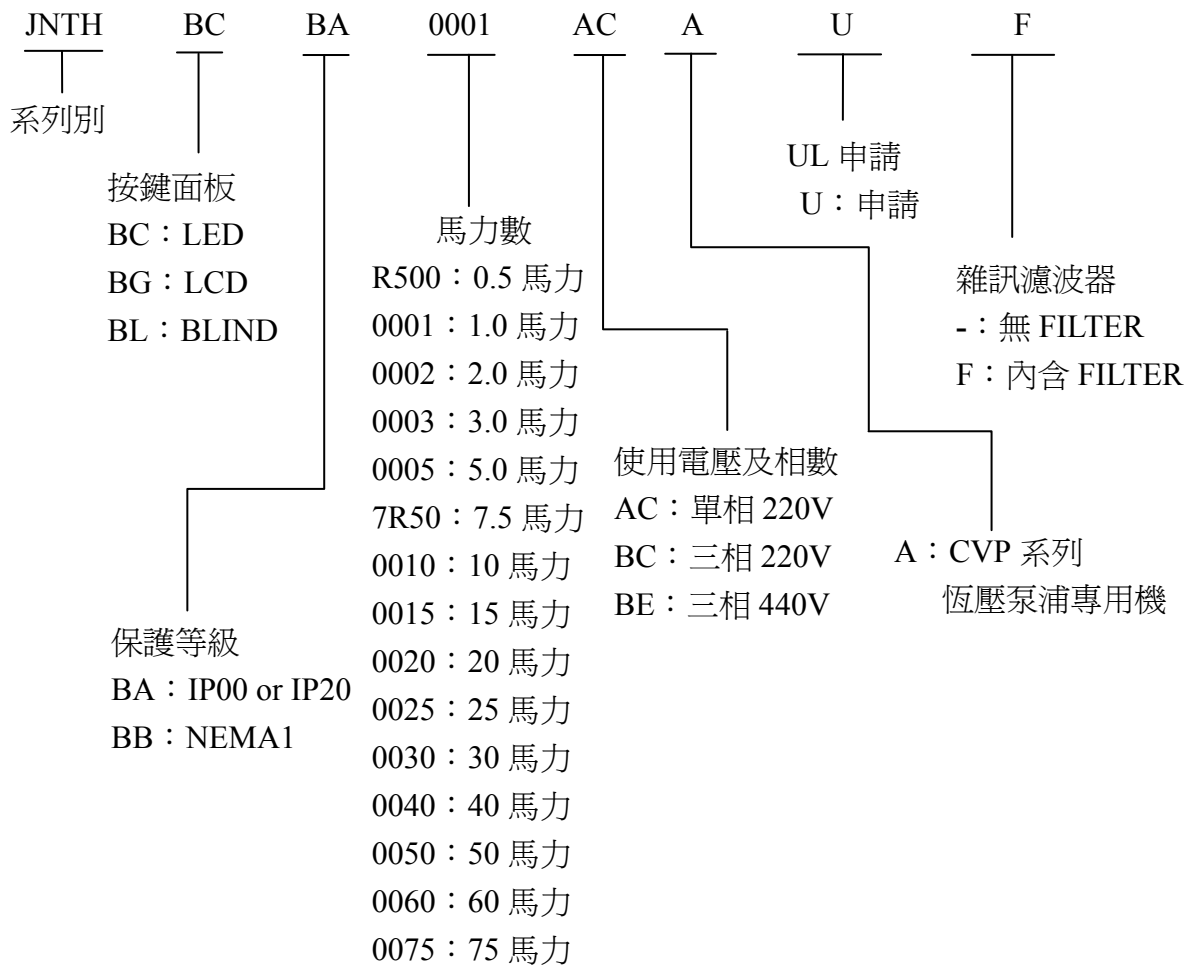 JNTH BC BA 0001 AC A U F
系列別
按鍵面板
BC：LED
BG：LCD
BL：BLIND
保護等級
BA：IP00 or IP20
BB：NEMA1
馬力數
R500：0.5 馬力
0001：1.0 馬力
0002：2.0 馬力
0003：3.0 馬力
0005：5.0 馬力
7R50：7.5 馬力
0010：10 馬力
0015：15 馬力
0020：20 馬力
0025：25 馬力
0030：30 馬力
0040：40 馬力
0050：50 馬力
0060：60 馬力
0075：75 馬力
使用電壓及相數
AC：單相 220V
BC：三相 220V
BE：三相 440V
A：CVP 系列
恆壓泵浦專用機
UL 申請
U：申請
雜訊濾波器
-：無 FILTER
F：內含 FILTER